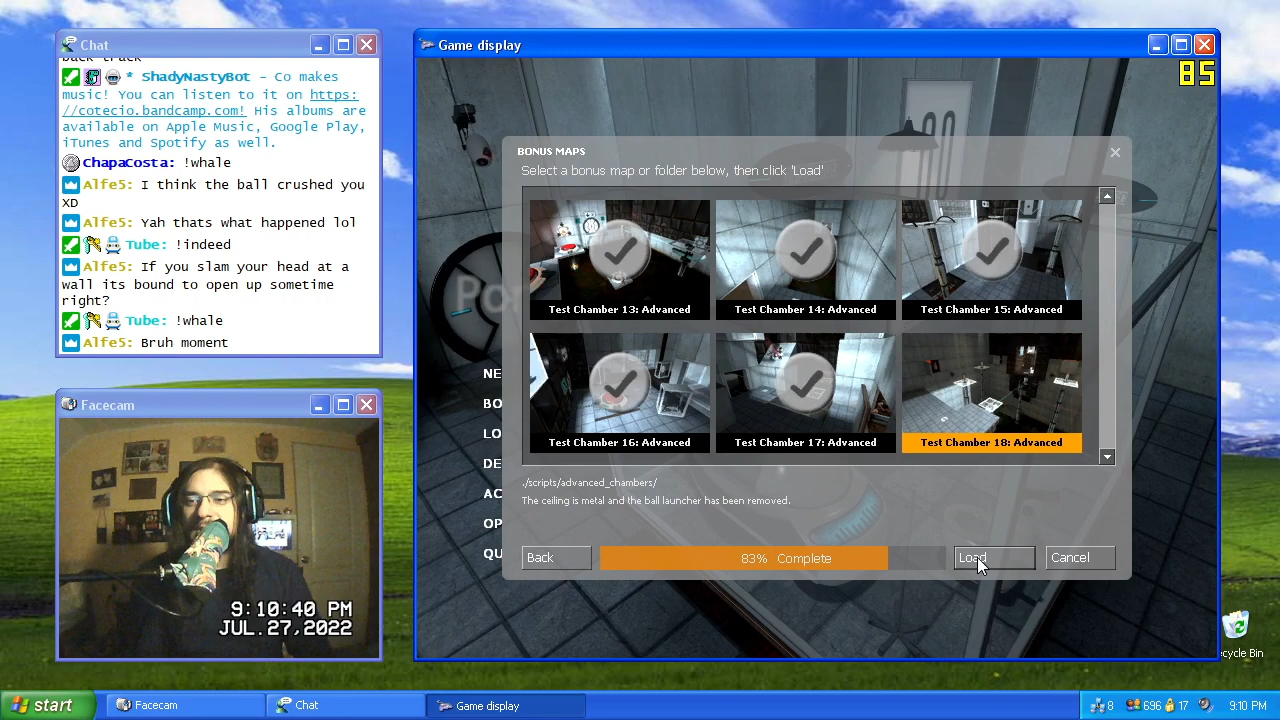 Chat
back track
* ShadyNastyBot - Co makes
music! You can listen to it on https:
//cotecio.bandcamp.com! His albums are
available on Apple Music, Google Play,
iTunes and Spotify as well.
ChapaCosta: !whale
Alfe5: I think the ball crushed you
XD
Alfe5: Yah thats what happened lol
Tube: !indeed
Alfe5: If you slam your head at a
wall its bound to open up sometime
right?
Tube: !whale
Alfe5: Bruh moment
Facecam
9:10:40 PM
JUL.27,2022
Game display
85
BONUS MAPS
Select a bonus map or folder below, then click 'Load'
Test Chamber 13: Advanced
Test Chamber 14: Advanced
Test Chamber 15: Advanced
Test Chamber 16: Advanced
Test Chamber 17: Advanced
Test Chamber 18: Advanced
./scripts/advanced_chambers/
The ceiling is metal and the ball launcher has been removed.
Back
83% Complete
Load
Cancel
Po
NE
BO
LO
DE
AC
OP
QU
ecycle Bin
start
Facecam
Chat
Game display
8
696
17
9:10 PM